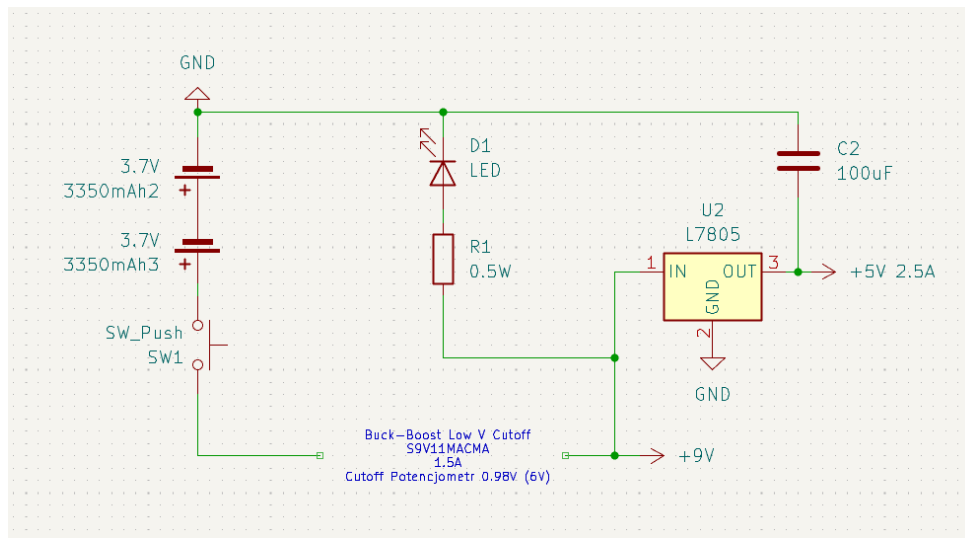 GND
3.7V
3350mAh2
+
3.7V
3350mAh3
+
SW_Push
SW1
D1
LED
R1
0.5W
C2
100uF
U2
L7805
1
IN
OUT
3
GND
2
+5V 2.5A
GND
Buck-Boost Low V Cutoff
S9V11MACMA
1.5A
Cutoff Potencjometr 0.98V (6V)
+9V